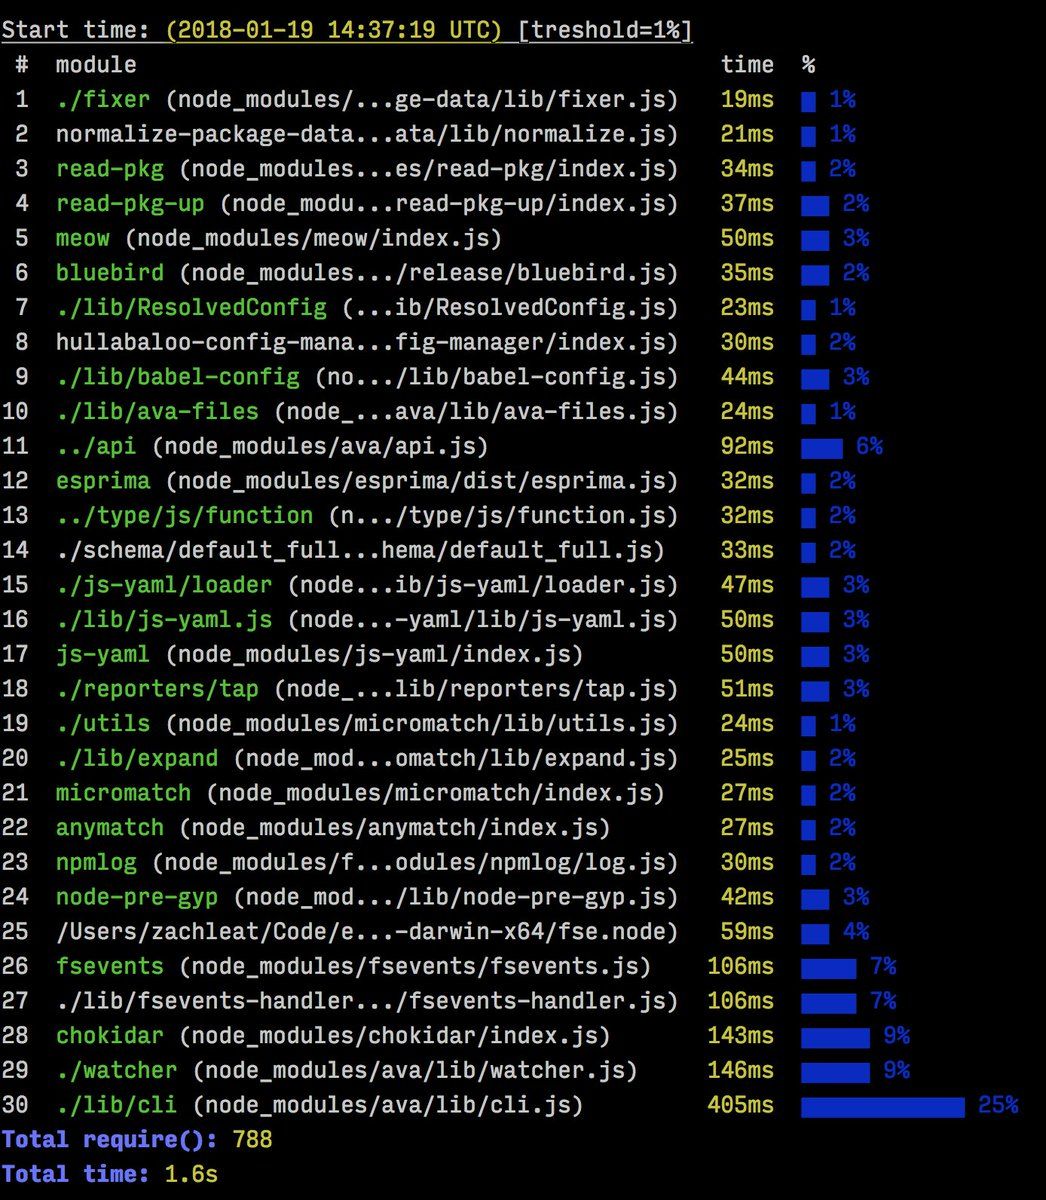 Start time: (2018-01-19 14:37:19 UTC) [treshold=1%]
# module time %
1 ./fixer (node_modules/...ge-data/lib/fixer.js) 19ms 1%
2 normalize-package-data...ata/lib/normalize.js) 21ms 1%
3 read-pkg (node_modules...es/read-pkg/index.js) 34ms 2%
4 read-pkg-up (node_modu...read-pkg-up/index.js) 37ms 2%
5 meow (node_modules/meow/index.js) 50ms 3%
6 bluebird (node_modules.../release/bluebird.js) 35ms 2%
7 ./lib/ResolvedConfig (...ib/ResolvedConfig.js) 23ms 1%
8 hullabaloo-config-mana...fig-manager/index.js) 30ms 2%
9 ./lib/babel-config (no.../lib/babel-config.js) 44ms 3%
10 ./lib/ava-files (node_...ava/lib/ava-files.js) 24ms 1%
11 ../api (node_modules/ava/api.js) 92ms 6%
12 esprima (node_modules/esprima/dist/esprima.js) 32ms 2%
13 ../type/js/function (n.../type/js/function.js) 32ms 2%
14 ./schema/default_full...hema/default_full.js) 33ms 2%
15 ./js-yaml/loader (node...ib/js-yaml/loader.js) 47ms 3%
16 ./lib/js-yaml.js (node...-yaml/lib/js-yaml.js) 50ms 3%
17 js-yaml (node_modules/js-yaml/index.js) 50ms 3%
18 ./reporters/tap (node_...lib/reporters/tap.js) 51ms 3%
19 ./utils (node_modules/micromatch/lib/utils.js) 24ms 1%
20 ./lib/expand (node_mod...omatch/lib/expand.js) 25ms 2%
21 micromatch (node_modules/micromatch/index.js) 27ms 2%
22 anymatch (node_modules/anymatch/index.js) 27ms 2%
23 npmlog (node_modules/f...odules/npmlog/log.js) 30ms 2%
24 node-pre-gyp (node_mod.../lib/node-pre-gyp.js) 42ms 3%
25 /Users/zachleat/Code/e...-darwin-x64/fse.node) 59ms 4%
26 fsevents (node_modules/fsevents/fsevents.js) 106ms 7%
27 ./lib/fsevents-handler.../fsevents-handler.js) 106ms 7%
28 chokidar (node_modules/chokidar/index.js) 143ms 9%
29 ./watcher (node_modules/ava/lib/watcher.js) 146ms 9%
30 ./lib/cli (node_modules/ava/lib/cli.js) 405ms 25%
Total require(): 788
Total time: 1.6s